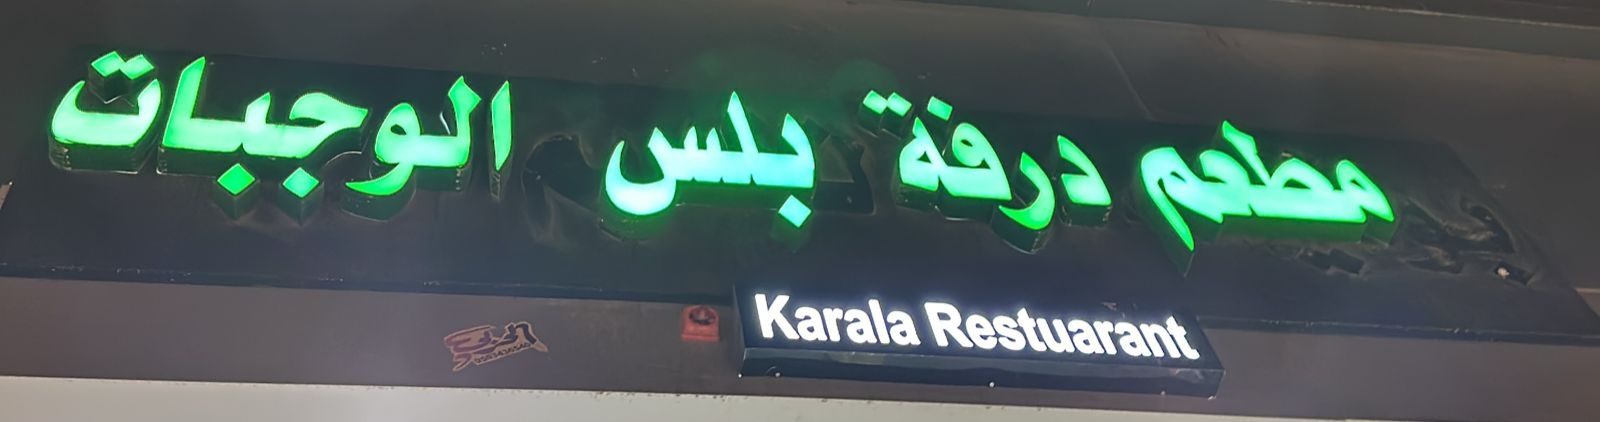 مطعم درفة بلس الوجبات
Karala Restuarant